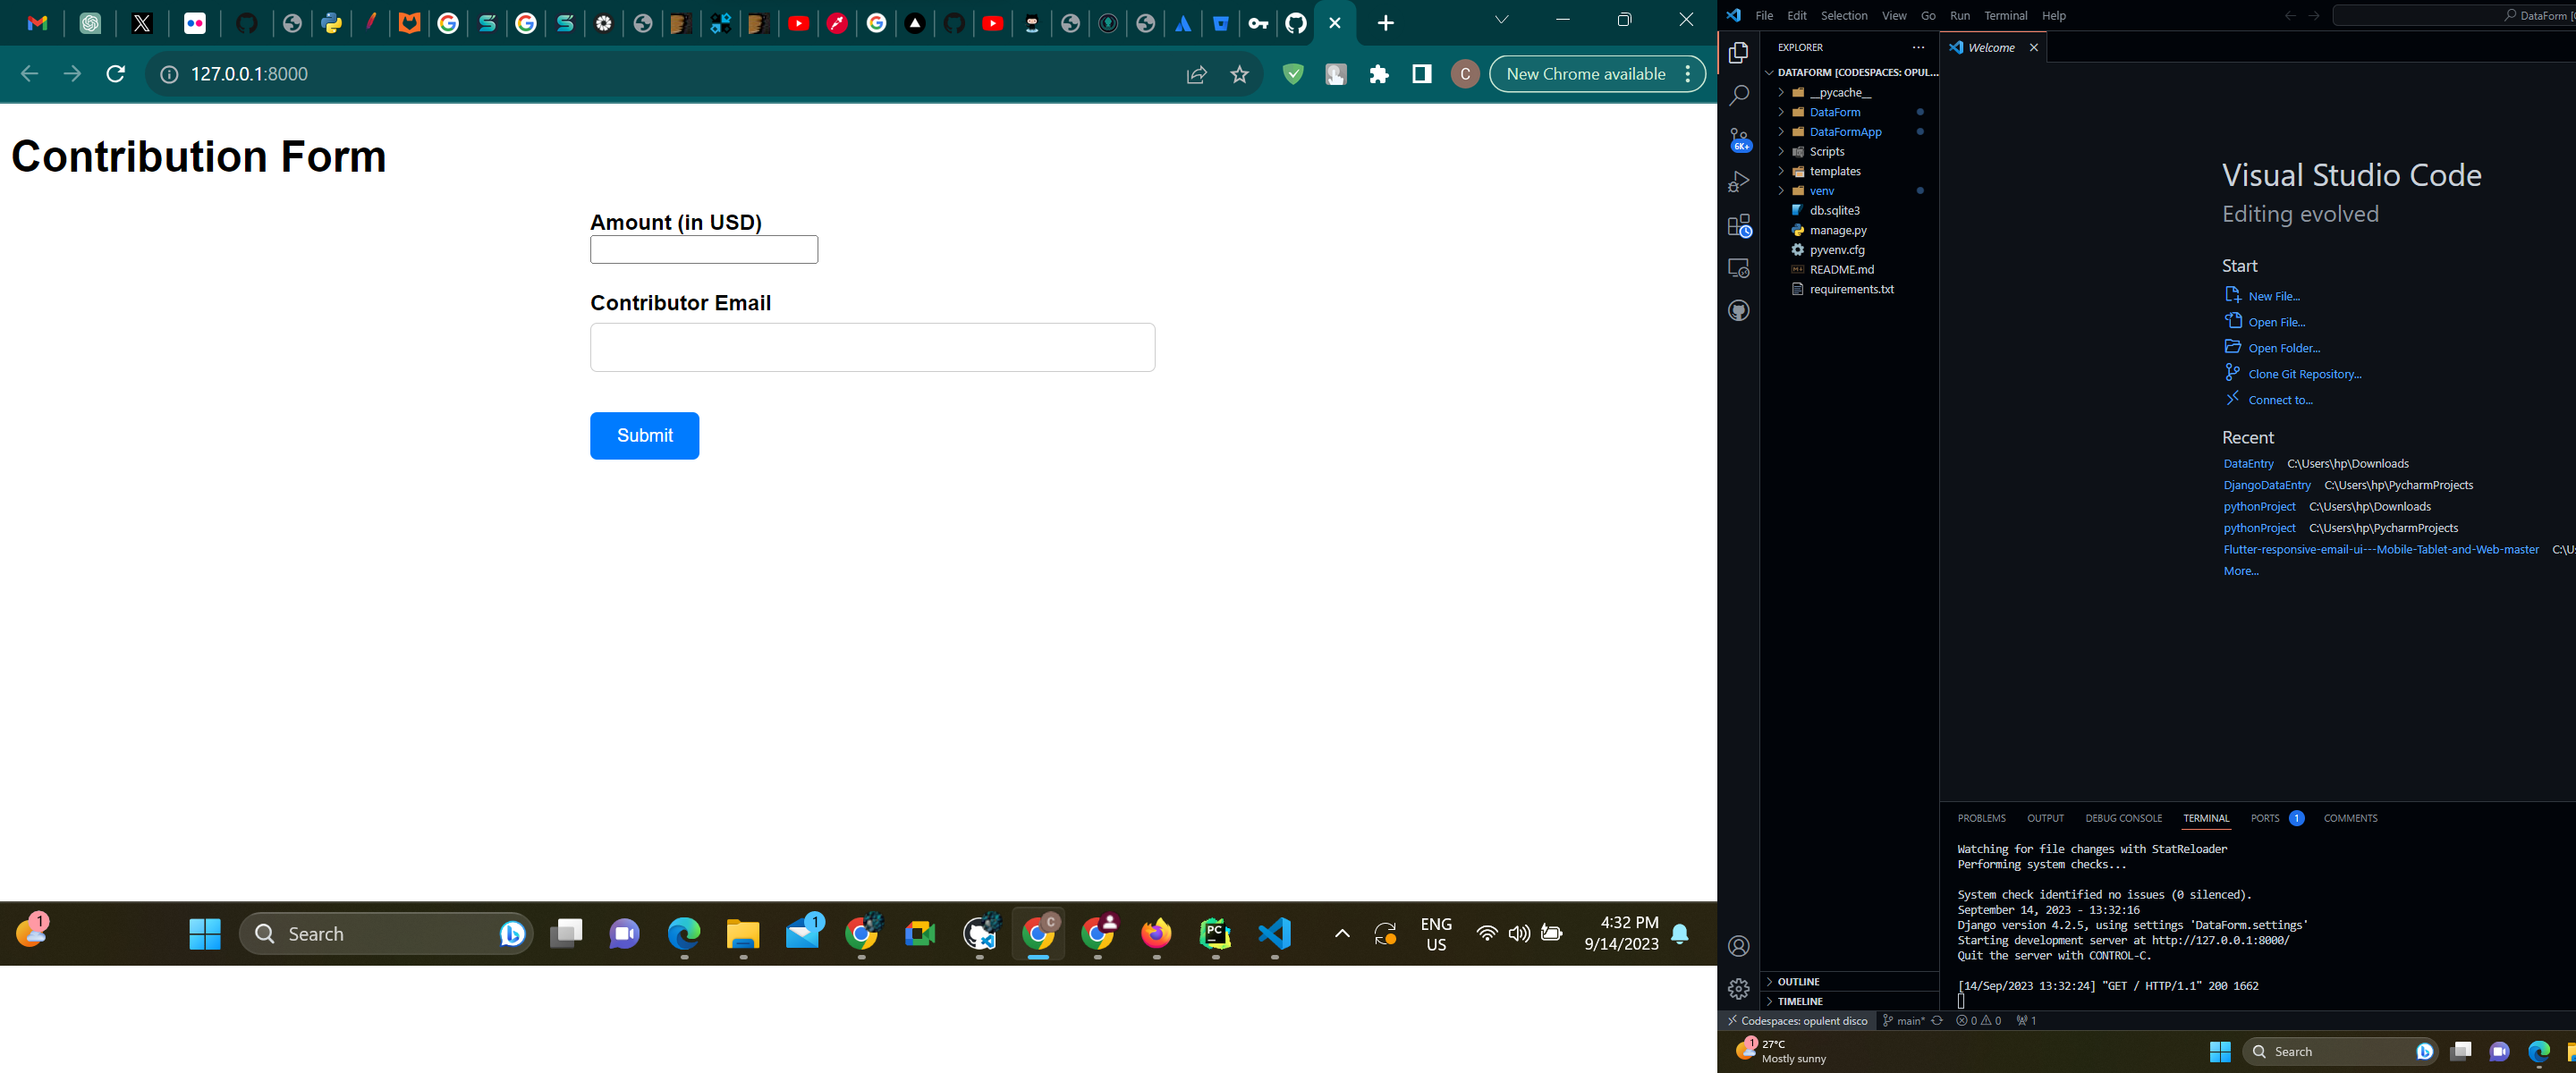 127.0.0.1:8000
New Chrome available
C
Contribution Form
Amount (in USD)
Contributor Email
Submit
1
Search
1
C
PC
ENG
US
4:32 PM
9/14/2023
File Edit Selection View Go Run Terminal Help
DataForm [
EXPLORER
Welcome
DATAFORM [CODESPACES: OPUL...
__pycache__
DataForm
DataFormApp
Scripts
templates
venv
db.sqlite3
manage.py
pyvenv.cfg
README.md
requirements.txt
6K+
Visual Studio Code
Editing evolved
Start
New File...
Open File...
Open Folder...
Clone Git Repository...
Connect to...
Recent
DataEntry C:\Users\hp\Downloads
DjangoDataEntry C:\Users\hp\PycharmProjects
pythonProject C:\Users\hp\Downloads
pythonProject C:\Users\hp\PycharmProjects
Flutter-responsive-email-ui---Mobile-Tablet-and-Web-master C:\U
More...
PROBLEMS OUTPUT DEBUG CONSOLE TERMINAL PORTS 1 COMMENTS
Watching for file changes with StatReloader
Performing system checks...
System check identified no issues (0 silenced).
September 14, 2023 - 13:32:16
Django version 4.2.5, using settings 'DataForm.settings'
Starting development server at http://127.0.0.1:8000/
Quit the server with CONTROL-C.
[14/Sep/2023 13:32:24] "GET / HTTP/1.1" 200 1662
OUTLINE
TIMELINE
Codespaces: opulent disco main* 0 0 1
1
27°C
Mostly sunny
Search